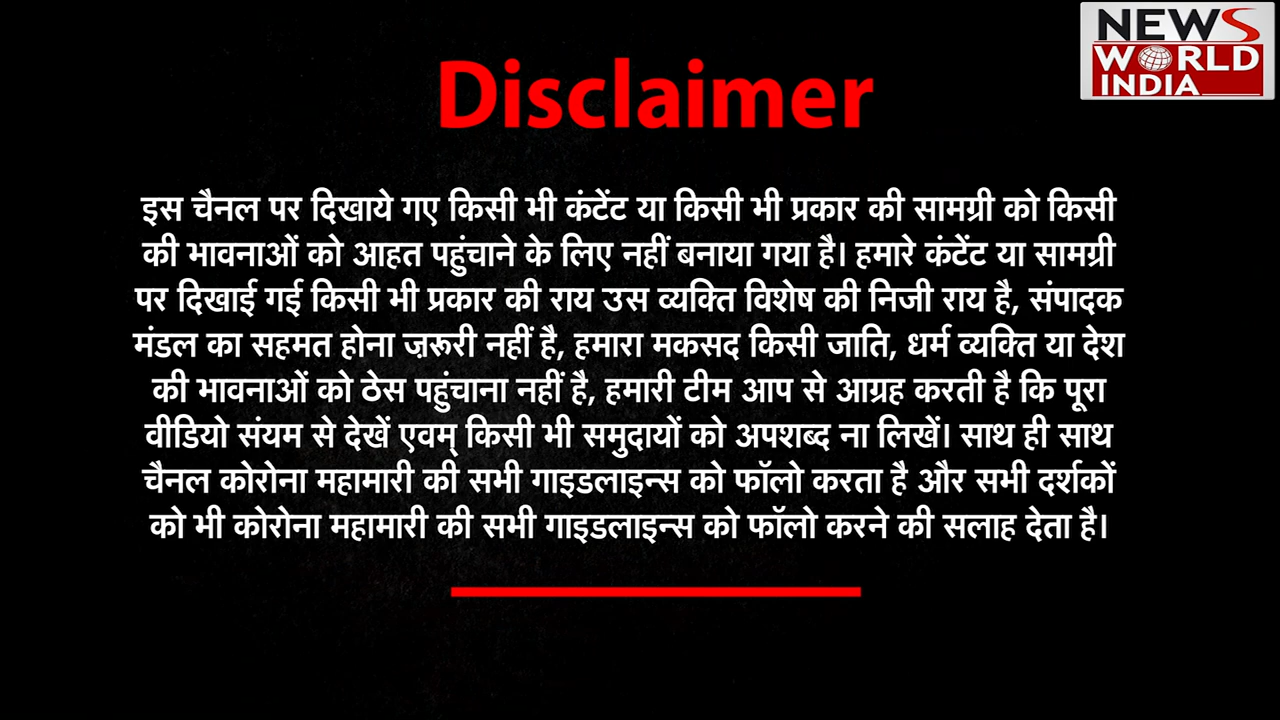 NEWS
WORLD
INDIA
Disclaimer
इस चैनल पर दिखाये गए किसी भी कंटेंट या किसी भी प्रकार की सामग्री को किसी
की भावनाओं को आहत पहुंचाने के लिए नहीं बनाया गया है। हमारे कंटेंट या सामग्री
पर दिखाई गई किसी भी प्रकार की राय उस व्यक्ति विशेष की निजी राय है, संपादक
मंडल का सहमत होना ज़रूरी नहीं है, हमारा मकसद किसी जाति, धर्म व्यक्ति या देश
की भावनाओं को ठेस पहुंचाना नहीं है, हमारी टीम आप से आग्रह करती है कि पूरा
वीडियो संयम से देखें एवम् किसी भी समुदायों को अपशब्द ना लिखें। साथ ही साथ
चैनल कोरोना महामारी की सभी गाइडलाइन्स को फॉलो करता है और सभी दर्शकों
को भी कोरोना महामारी की सभी गाइडलाइन्स को फॉलो करने की सलाह देता है।